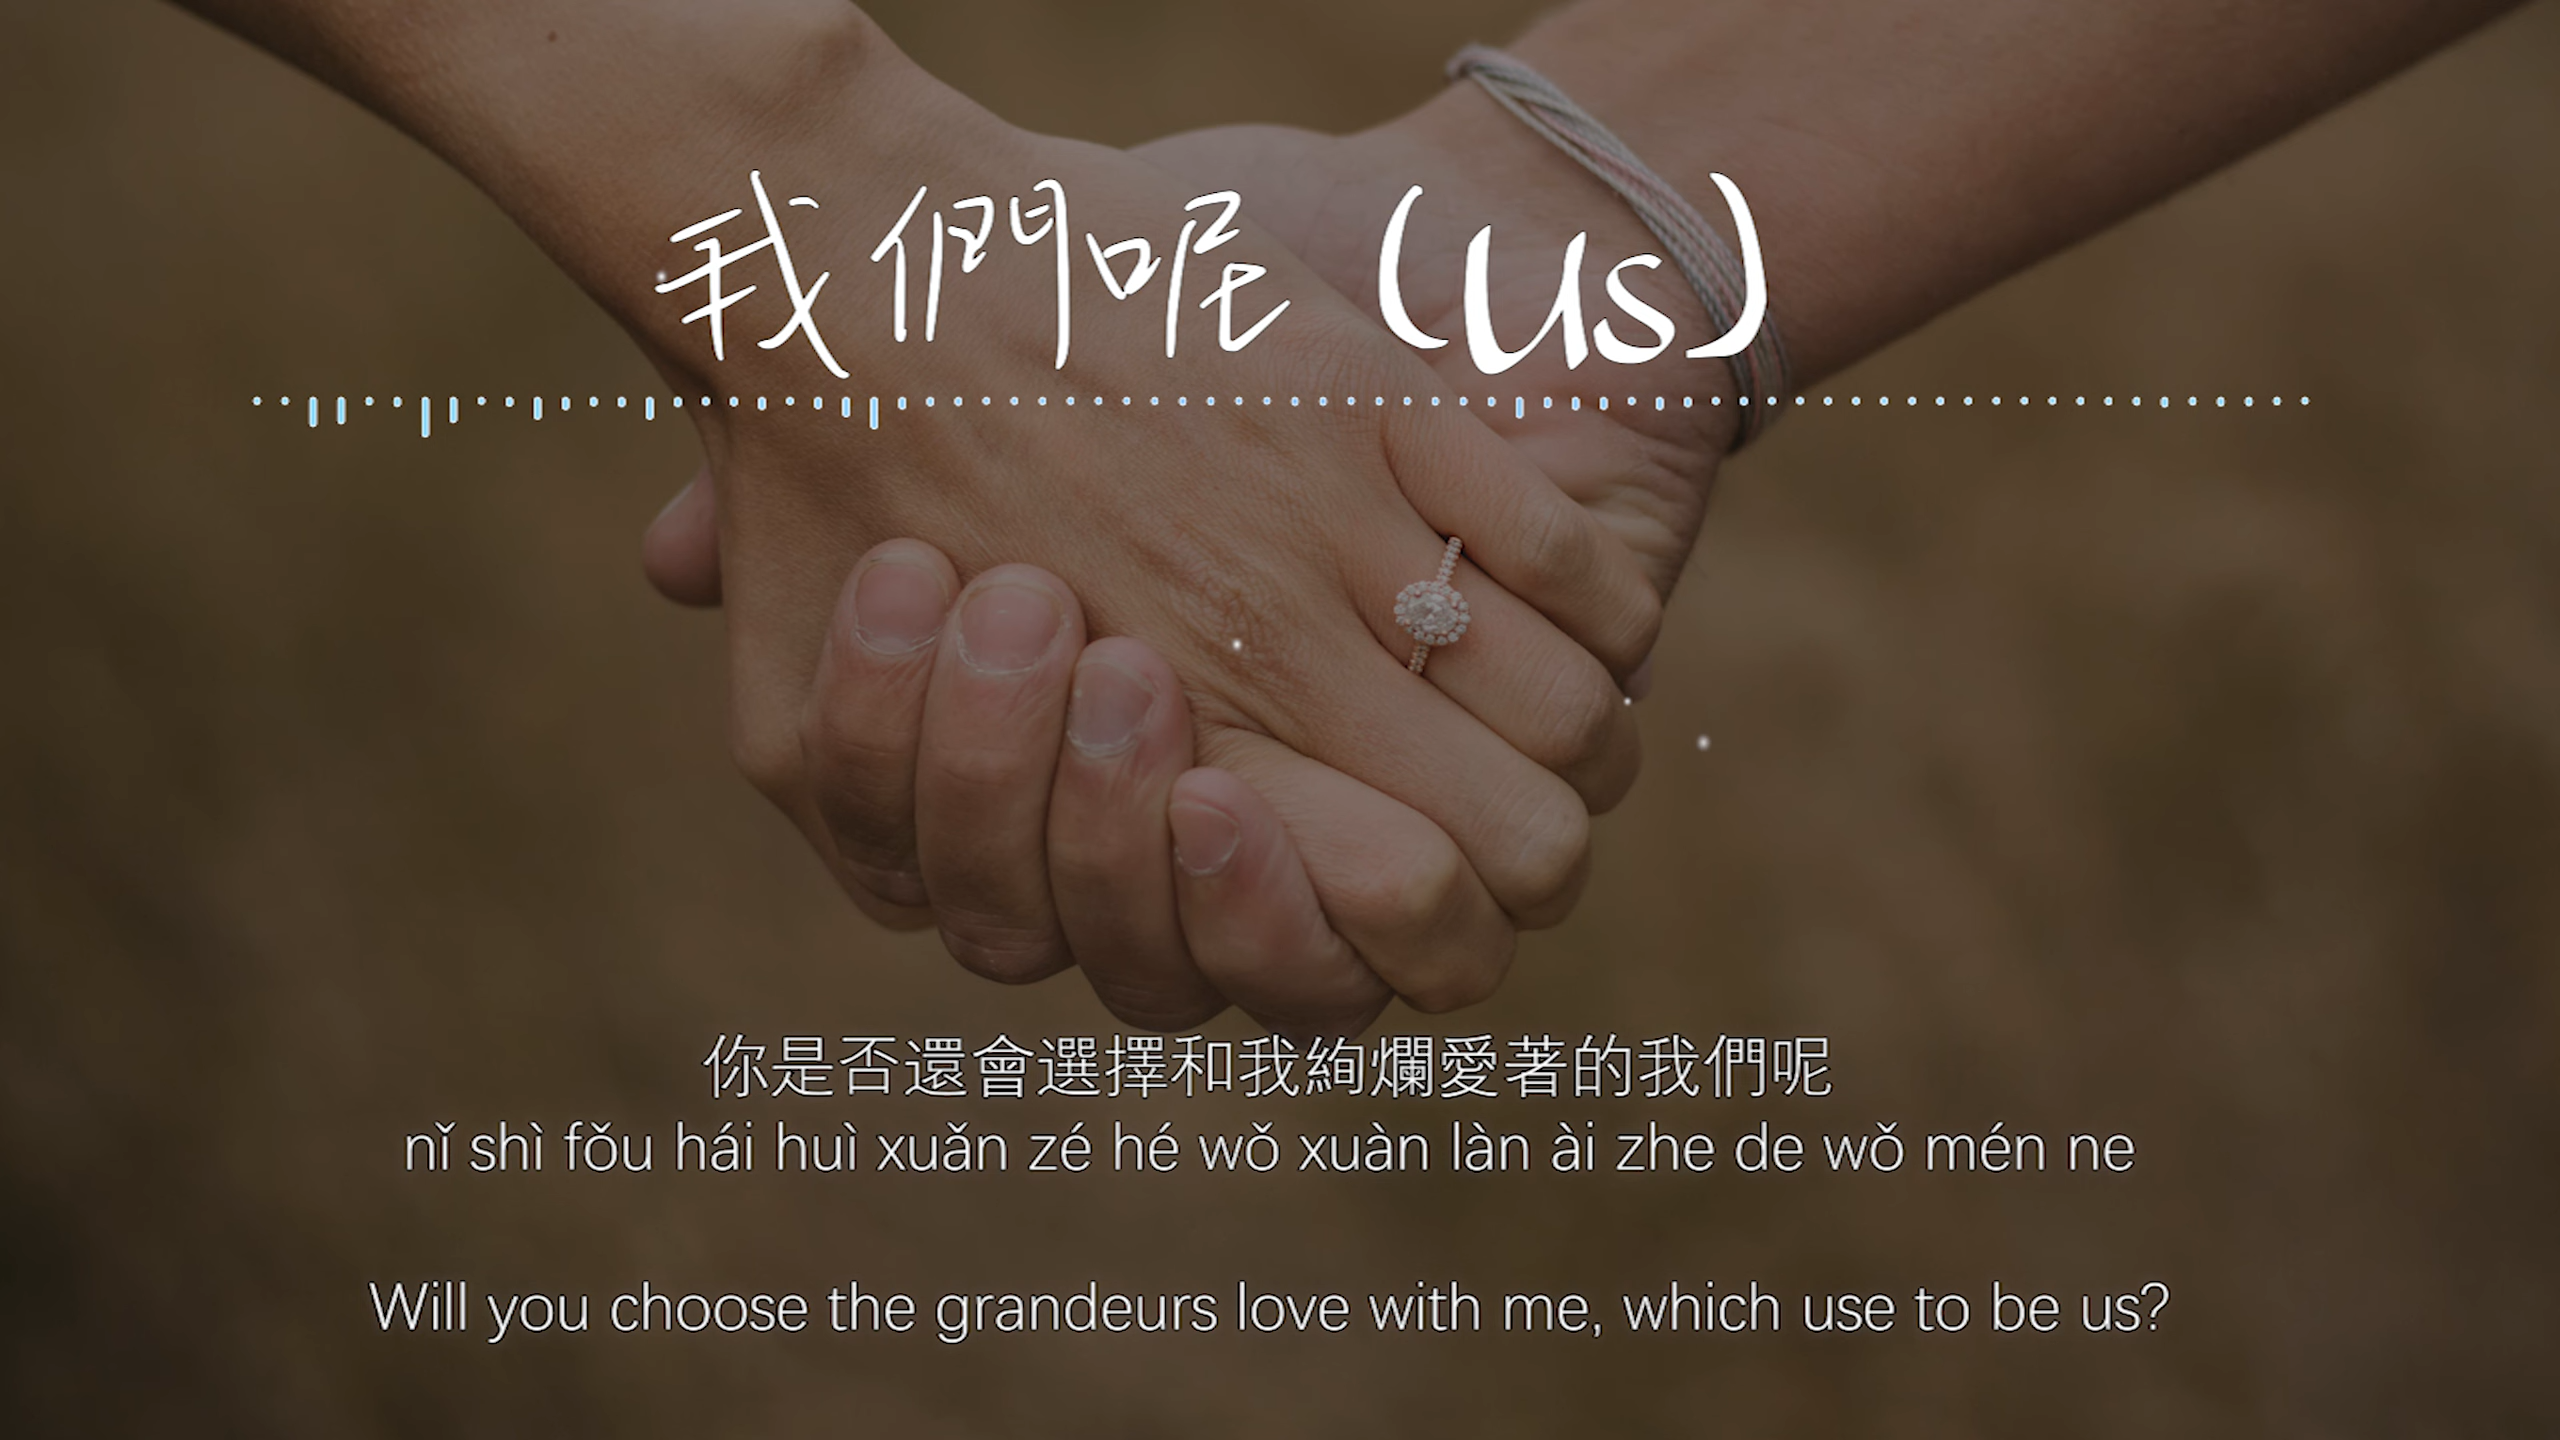 我們呢 (us)
你是否還會選擇和我絢爛愛著的我們呢
nǐ shì fǒu hái huì xuǎn zé hé wǒ xuàn làn ài zhe de wǒ mén ne
Will you choose the grandeurs love with me, which use to be us?